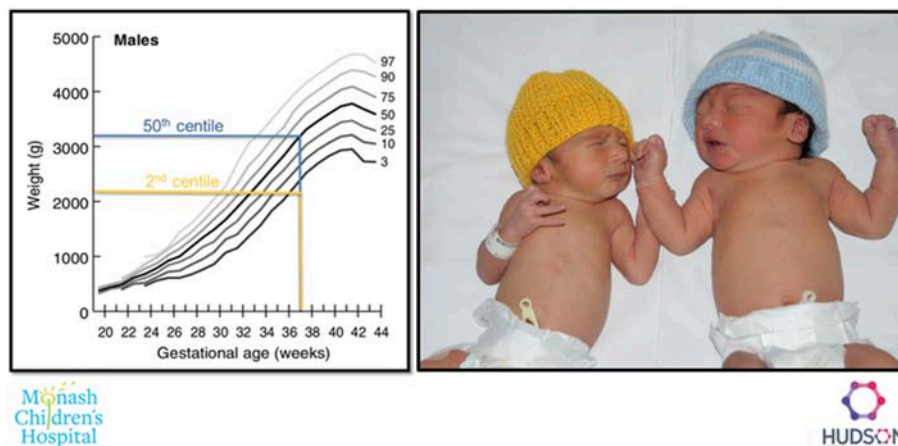 Males
Weight (g)
5000
4000
3000
2000
1000
0
50th centile
2nd centile
97
90
75
50
25
10
3
20 22 24 26 28 30 32 34 36 38 40 42 44
Gestational age (weeks)
Monash
Children's
Hospital
HUDSON